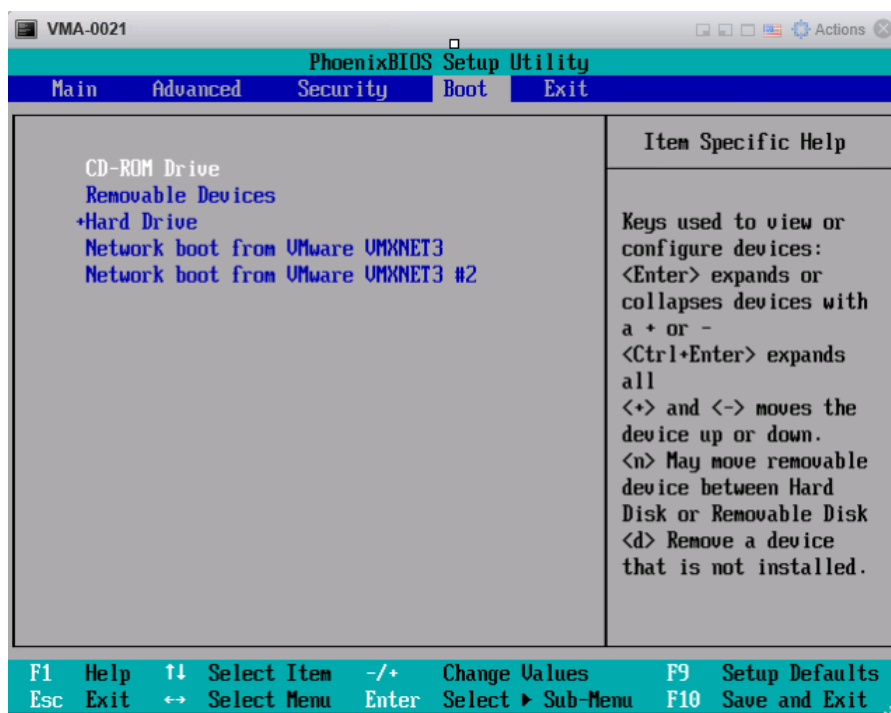 VMA-0021 Actions
PhoenixBIOS Setup Utility
Main Advanced Security Boot Exit
CD-ROM Drive
Removable Devices
+Hard Drive
Network boot from VMware VMXNET3
Network boot from VMware VMXNET3 #2
Item Specific Help
Keys used to view or
configure devices:
<Enter> expands or
collapses devices with
a + or -
<Ctrl+Enter> expands
all
<+> and <-> moves the
device up or down.
<n> May move removable
device between Hard
Disk or Removable Disk
<d> Remove a device
that is not installed.
F1 Help ↑↓ Select Item -/+ Change Values F9 Setup Defaults
Esc Exit ↔ Select Menu Enter Select ▶ Sub-Menu F10 Save and Exit